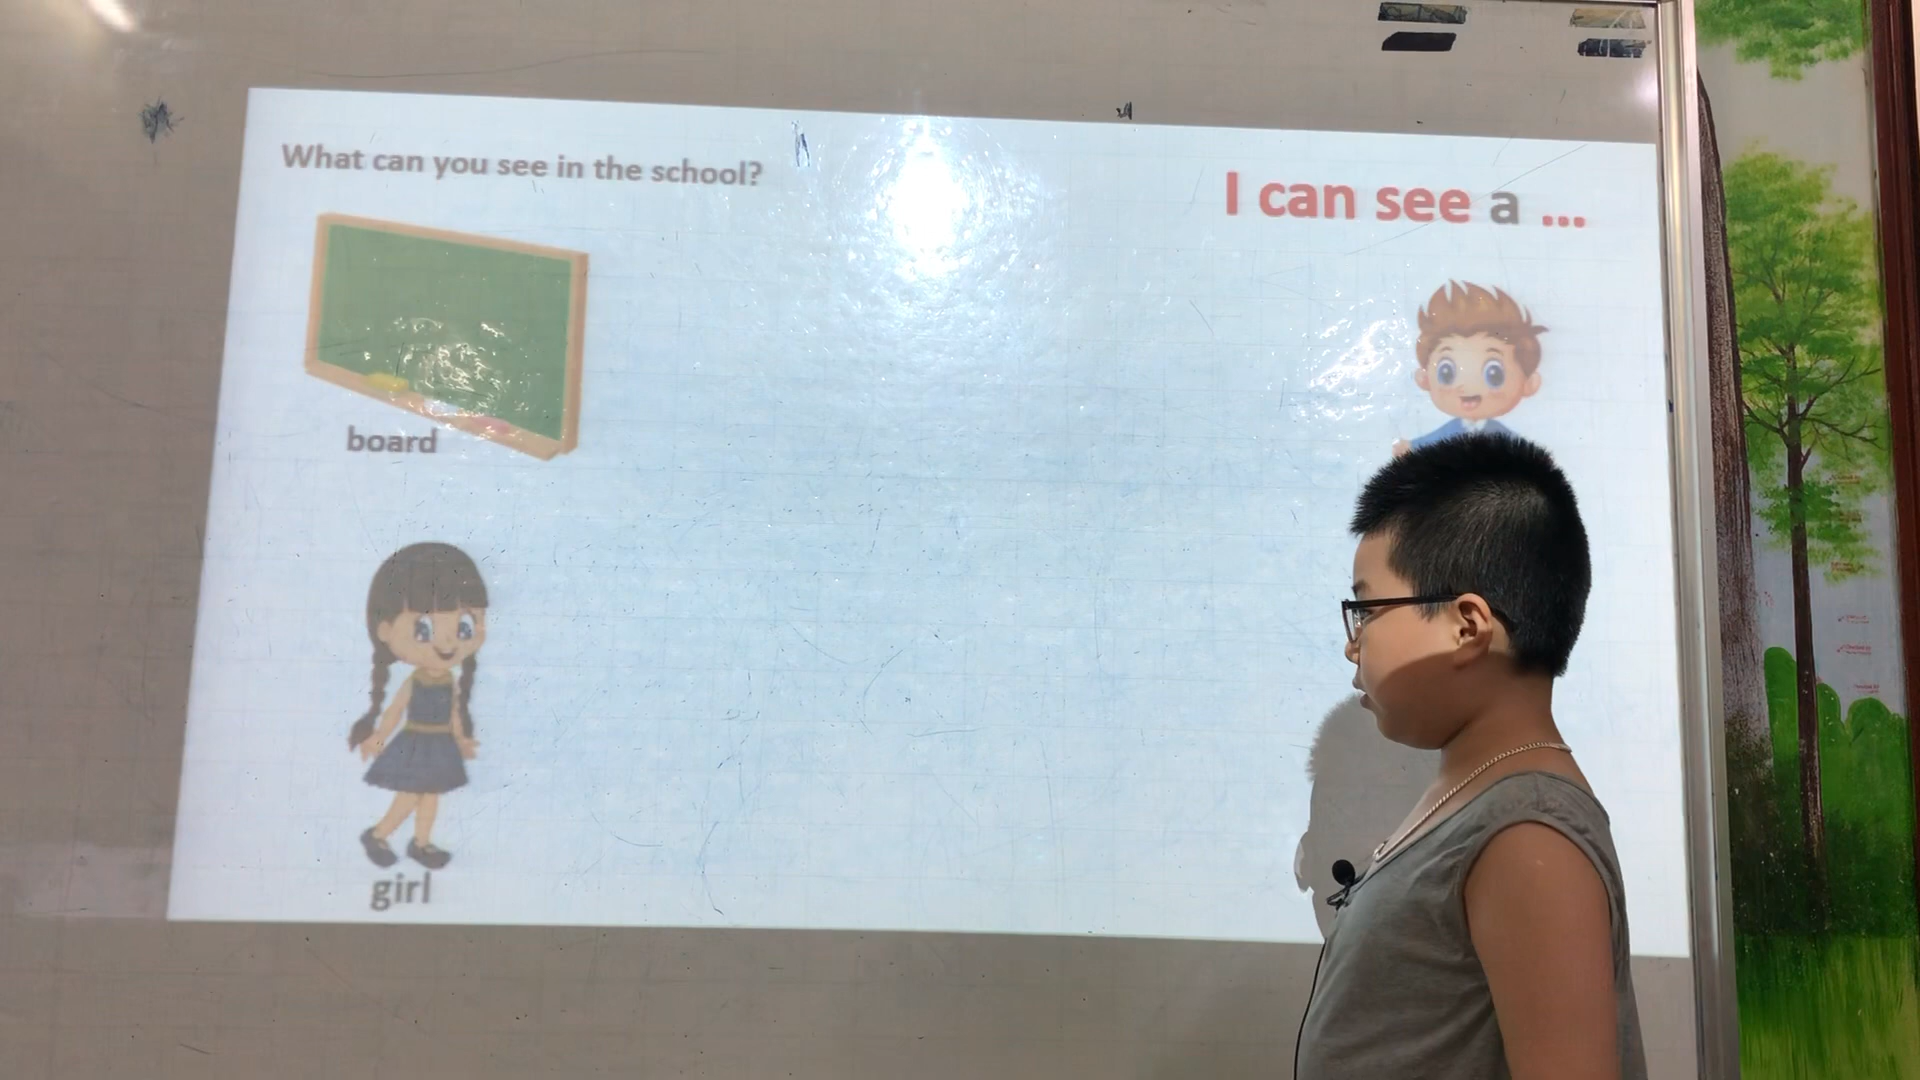 What can you see in the school?
I can see a ...
board
girl